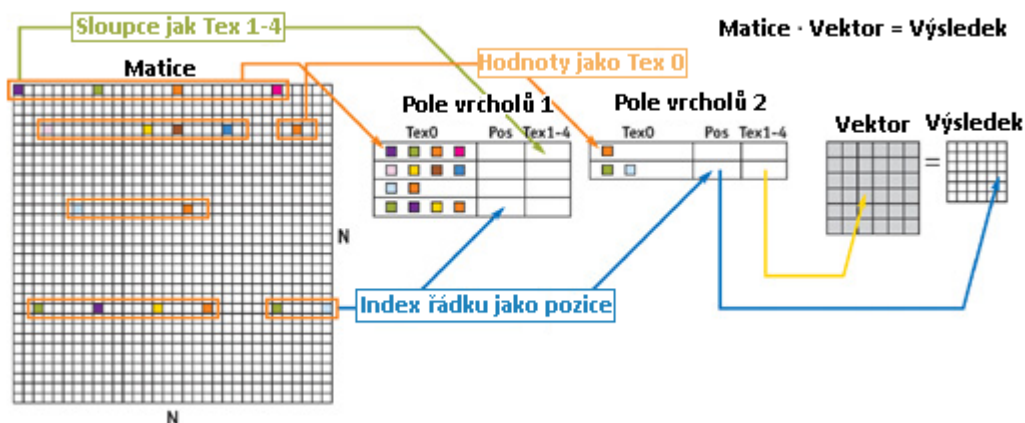 Sloupce jak Tex 1-4
Matice · Vektor = Výsledek
Matice
Hodnoty jako Tex 0
Pole vrcholů 1
Pole vrcholů 2
Tex0 Pos Tex1-4
Tex0 Pos Tex1-4
Vektor = Výsledek
N
Index řádku jako pozice
N